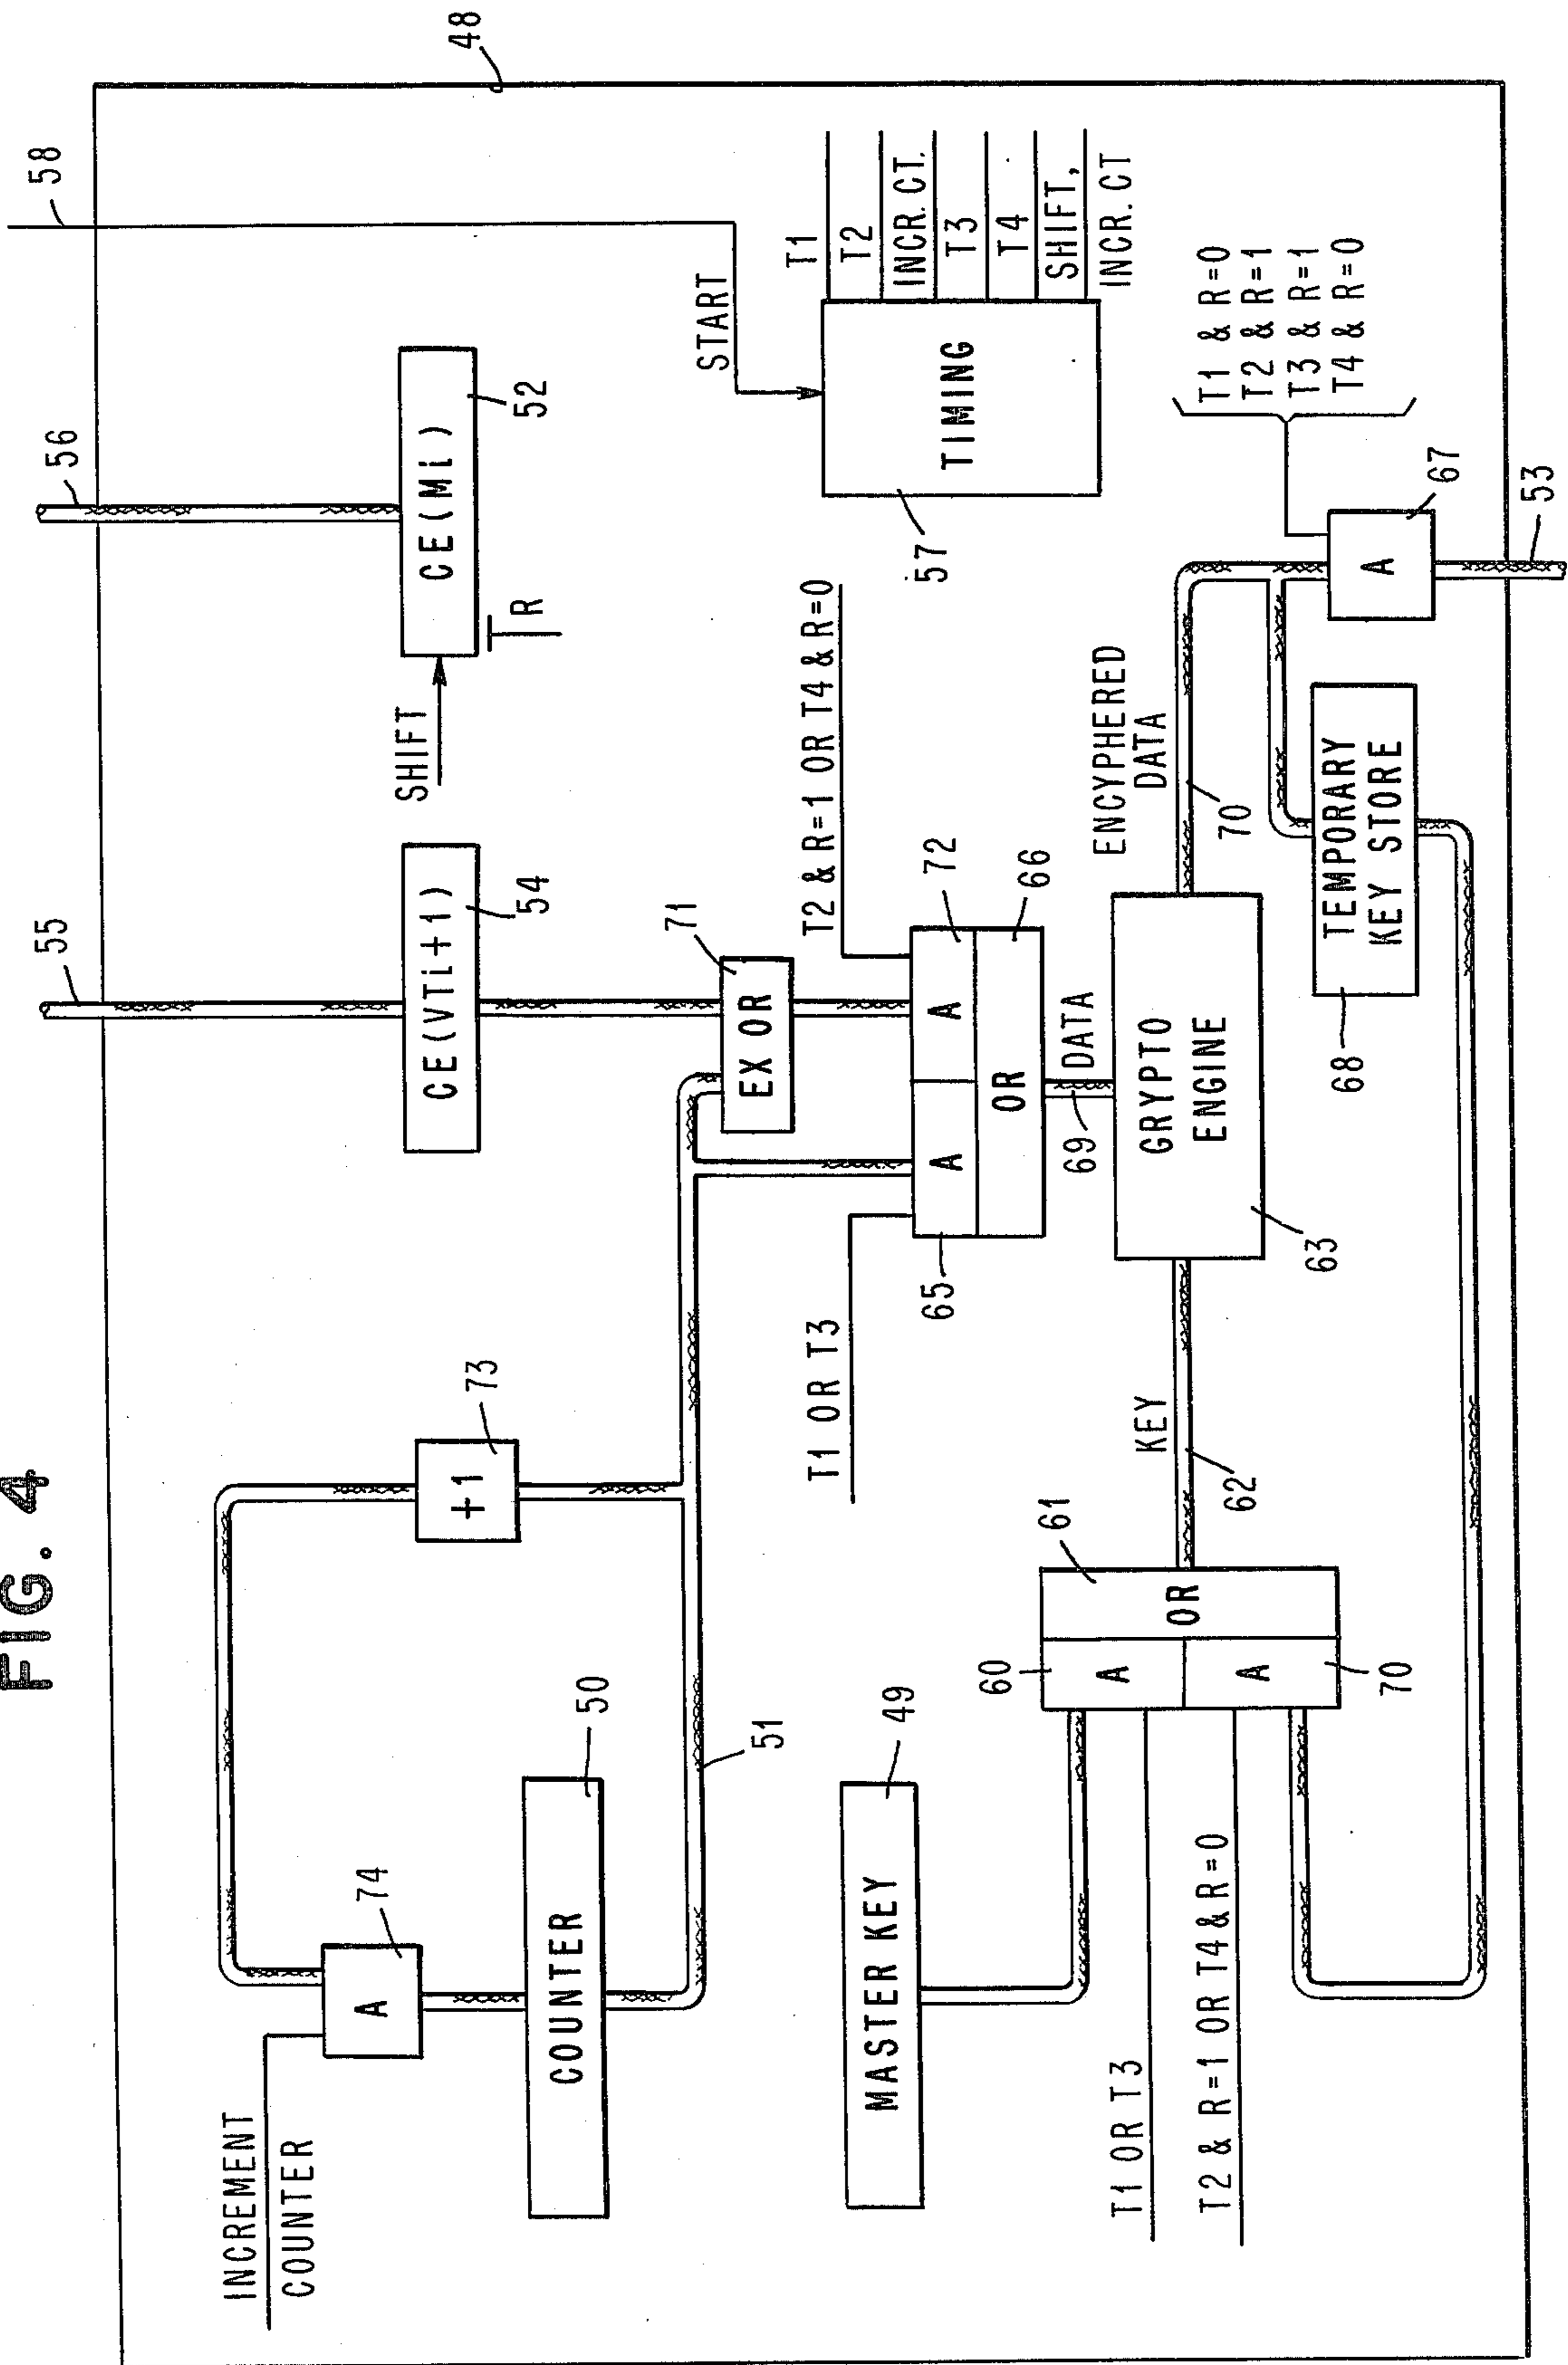 FIG. 4
48
58
56
55
INCREMENT
COUNTER
A
74
+1
73
COUNTER
50
51
CE(VTi+1)
54
SHIFT
CE(Mi)
52
R
START
TIMING
57
T1
T2
INCR. CT.
T3
T4
SHIFT,
INCR. CT
EX OR
71
T1 OR T3
T2 & R=1 OR T4 & R=0
A
A
72
65
OR
66
MASTER KEY
49
T1 OR T3
T2 & R=1 OR T4 & R=0
60
A
A
70
OR
61
KEY
62
69
DATA
GRYPTO
ENGINE
63
ENCYPHERED
DATA
70
TEMPORARY
KEY STORE
68
T1 & R=0
T2 & R=1
T3 & R=1
T4 & R=0
A
67
53